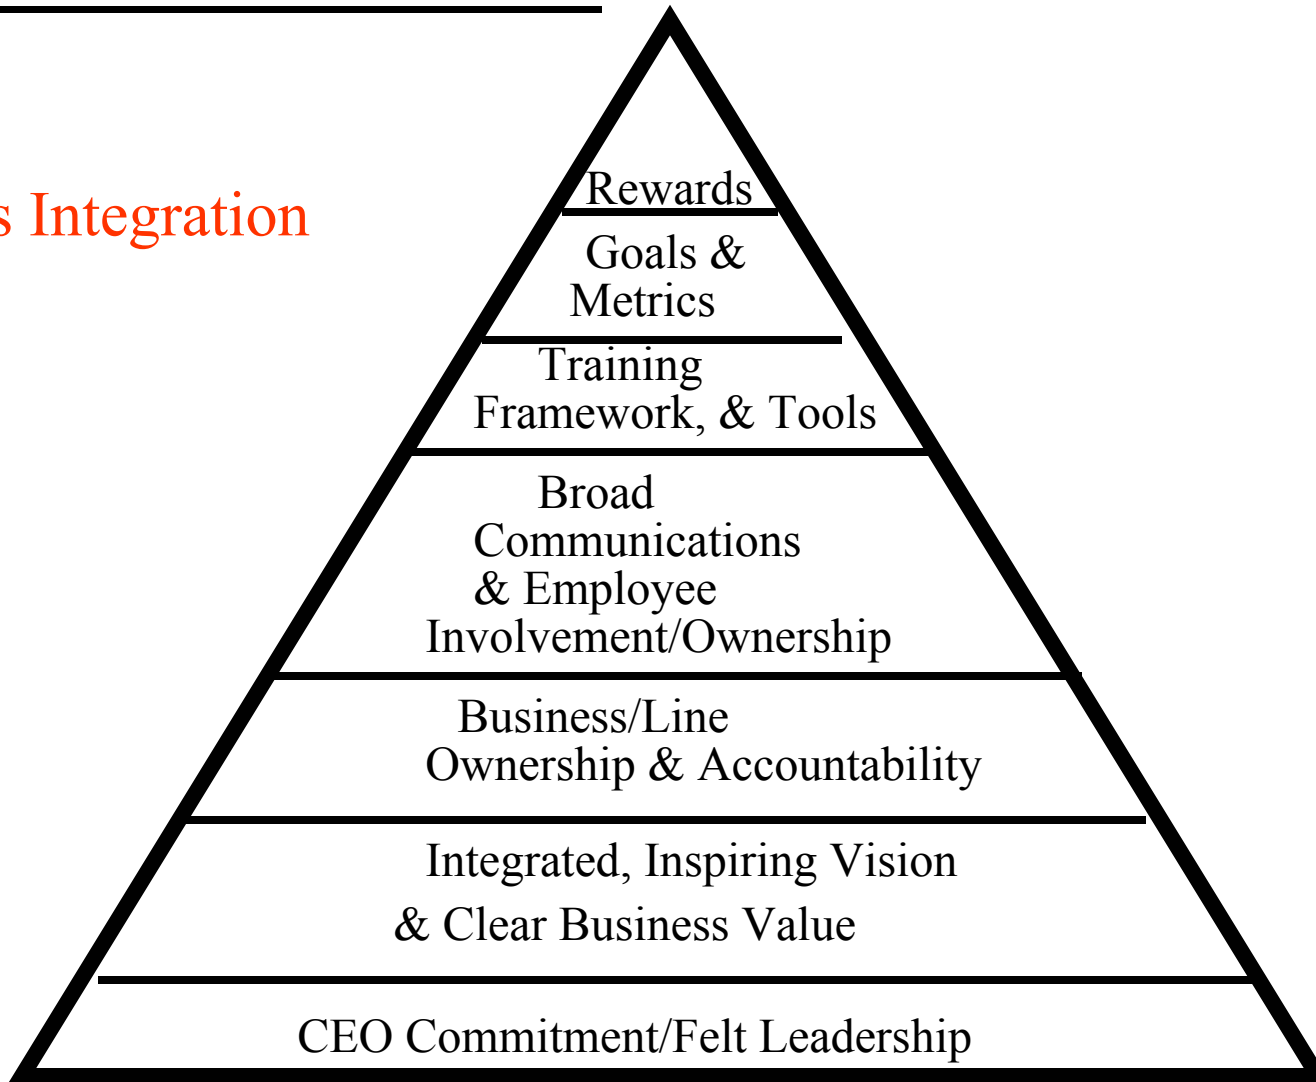 Rewards
s Integration
Goals &
Metrics
Training
Framework, & Tools
Broad
Communications
& Employee
Involvement/Ownership
Business/Line
Ownership & Accountability
Integrated, Inspiring Vision
& Clear Business Value
CEO Commitment/Felt Leadership